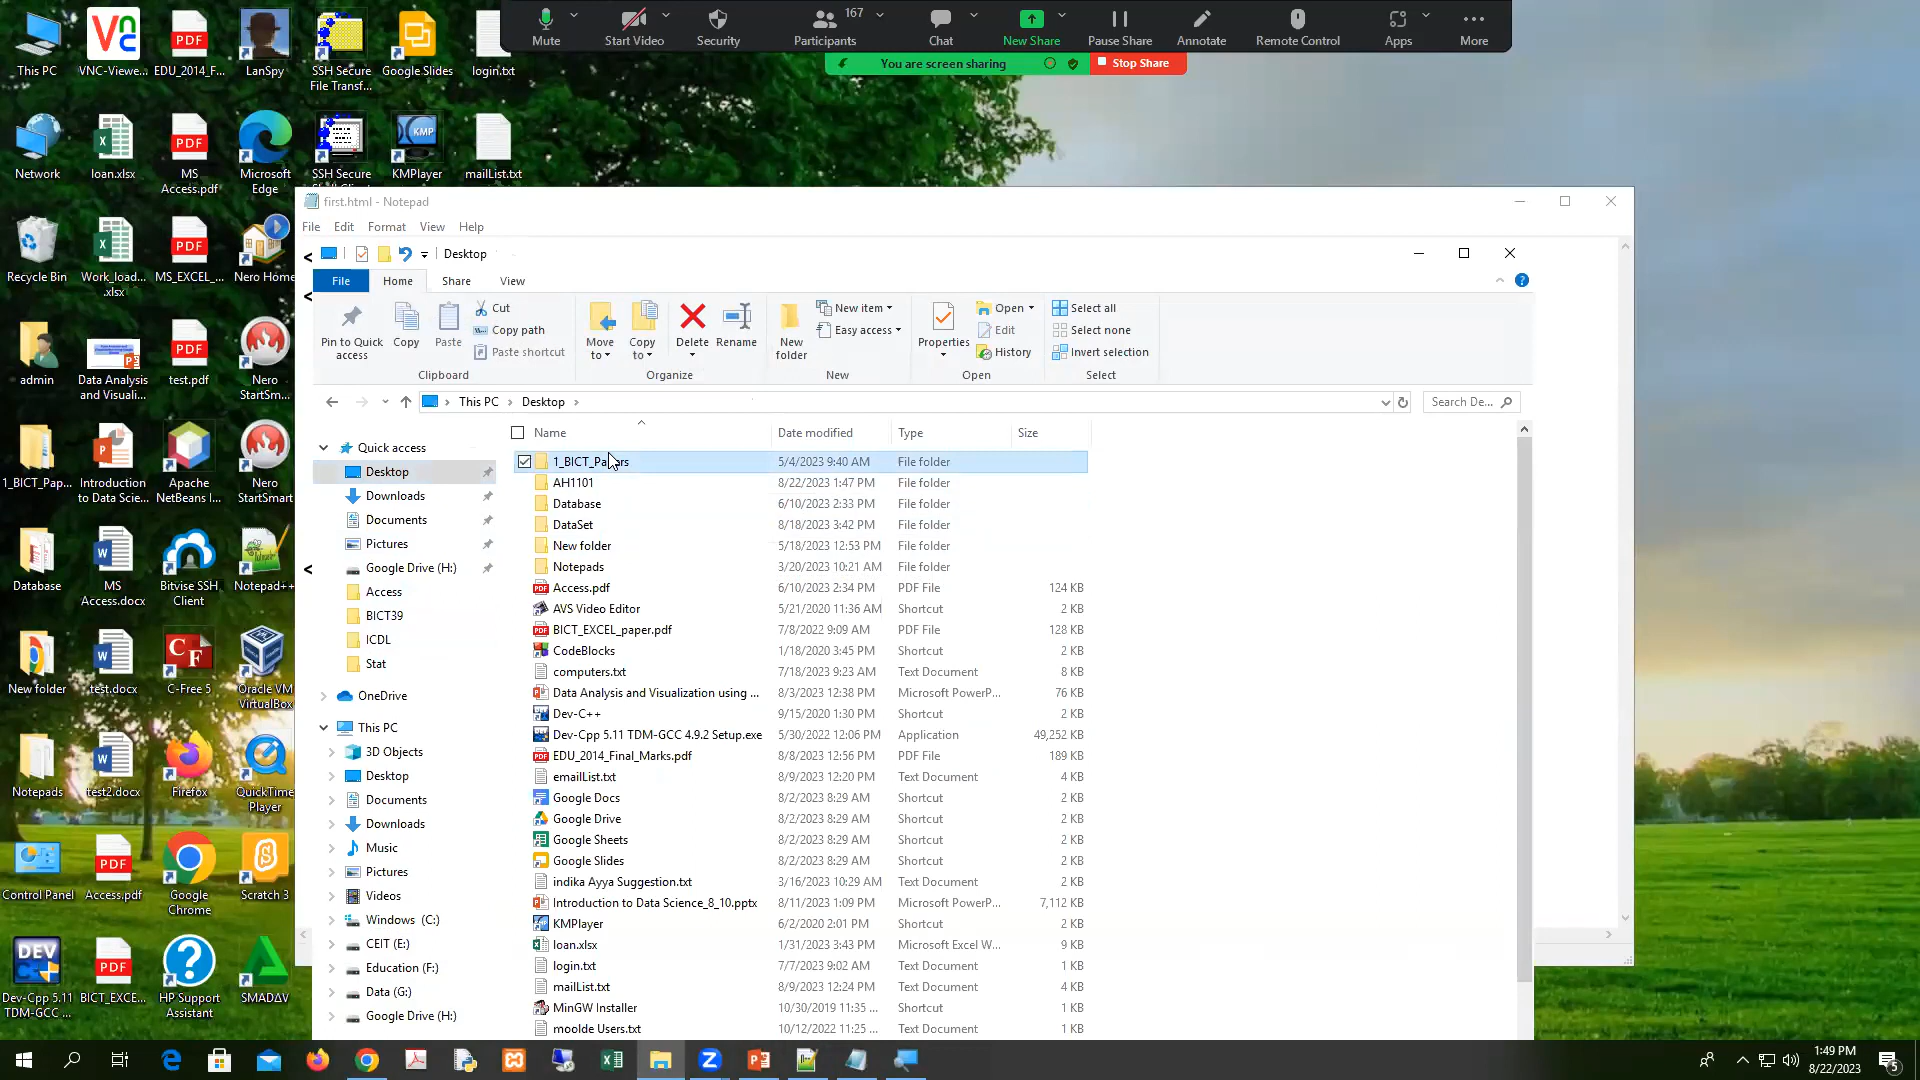 Mute
Start Video
Security
Participants
167
Chat
New Share
Pause Share
Annotate
Remote Control
Apps
More
You are screen sharing
Stop Share
This PC
VNC-Viewe...
EDU_2014_F...
LanSpy
SSH Secure
File Transf...
Google Slides
login.txt
Network
loan.xlsx
MS
Access.pdf
Microsoft
Edge
SSH Secure
KMPlayer
mailList.txt
Recycle Bin
Work_load...
.xlsx
MS_EXCEL_...
Nero Home
admin
Data Analysis
and Visuali...
test.pdf
Nero
StartSm...
1_BICT_Pap...
Introduction
to Data Scie...
Apache
NetBeans I...
Nero
StartSmart
Database
MS
Access.docx
Bitvise SSH
Client
Notepad++
New folder
test.docx
C-Free 5
Oracle VM
VirtualBox
Notepads
test2.docx
Firefox
QuickTime
Player
Control Panel
Access.pdf
Google
Chrome
Scratch 3
Dev-Cpp 5.11
TDM-GCC ...
BICT_EXCE...
HP Support
Assistant
SMADΔV
first.html - Notepad
File Edit Format View Help
<
<
<
Desktop
File Home Share View
Pin to Quick
access
Copy
Paste
Cut
Copy path
Paste shortcut
Clipboard
Move
to
Copy
to
Delete
Rename
Organize
New
folder
New item
Easy access
New
Properties
Open
Edit
History
Open
Select all
Select none
Invert selection
Select
This PC > Desktop >
Search De...
Quick access
Desktop
Downloads
Documents
Pictures
Google Drive (H:)
Access
BICT39
ICDL
Stat
OneDrive
This PC
3D Objects
Desktop
Documents
Downloads
Music
Pictures
Videos
Windows (C:)
CEIT (E:)
Education (F:)
Data (G:)
Google Drive (H:)
Name Date modified Type Size
1_BICT_Papers 5/4/2023 9:40 AM File folder
AH1101 8/22/2023 1:47 PM File folder
Database 6/10/2023 2:33 PM File folder
DataSet 8/18/2023 3:42 PM File folder
New folder 5/18/2023 12:53 PM File folder
Notepads 3/20/2023 10:21 AM File folder
Access.pdf 6/10/2023 2:34 PM PDF File 124 KB
AVS Video Editor 5/21/2020 11:36 AM Shortcut 2 KB
BICT_EXCEL_paper.pdf 7/8/2022 9:09 AM PDF File 128 KB
CodeBlocks 1/18/2020 3:45 PM Shortcut 2 KB
computers.txt 7/18/2023 9:23 AM Text Document 8 KB
Data Analysis and Visualization using ... 8/3/2023 12:38 PM Microsoft PowerP... 76 KB
Dev-C++ 9/15/2020 1:30 PM Shortcut 2 KB
Dev-Cpp 5.11 TDM-GCC 4.9.2 Setup.exe 5/30/2022 12:06 PM Application 49,252 KB
EDU_2014_Final_Marks.pdf 8/8/2023 12:56 PM PDF File 189 KB
emailList.txt 8/9/2023 12:20 PM Text Document 4 KB
Google Docs 8/2/2023 8:29 AM Shortcut 2 KB
Google Drive 8/2/2023 8:29 AM Shortcut 2 KB
Google Sheets 8/2/2023 8:29 AM Shortcut 2 KB
Google Slides 8/2/2023 8:29 AM Shortcut 2 KB
indika Ayya Suggestion.txt 3/16/2023 10:29 AM Text Document 2 KB
Introduction to Data Science_8_10.pptx 8/11/2023 1:09 PM Microsoft PowerP... 7,112 KB
KMPlayer 6/2/2020 2:01 PM Shortcut 2 KB
loan.xlsx 1/31/2023 3:43 PM Microsoft Excel W... 9 KB
login.txt 7/7/2023 9:02 AM Text Document 1 KB
mailList.txt 8/9/2023 12:24 PM Text Document 4 KB
MinGW Installer 10/30/2019 11:35 ... Shortcut 1 KB
moolde Users.txt 10/12/2022 11:25 ... Text Document 1 KB
1:49 PM
8/22/2023
5